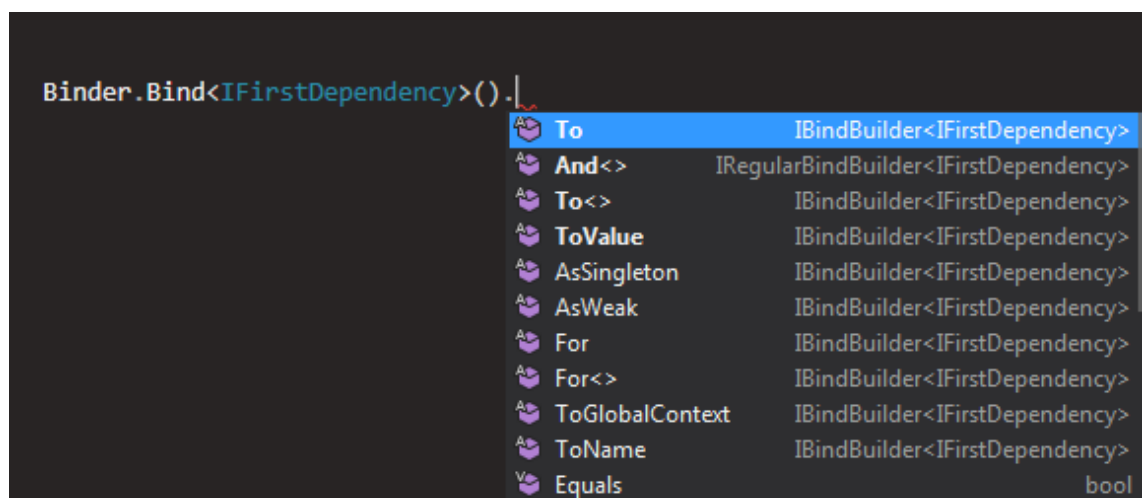 Binder.Bind<IFirstDependency>().
To IBindBuilder<IFirstDependency>
And<> IRegularBindBuilder<IFirstDependency>
To<> IBindBuilder<IFirstDependency>
ToValue IBindBuilder<IFirstDependency>
AsSingleton IBindBuilder<IFirstDependency>
AsWeak IBindBuilder<IFirstDependency>
For IBindBuilder<IFirstDependency>
For<> IBindBuilder<IFirstDependency>
ToGlobalContext IBindBuilder<IFirstDependency>
ToName IBindBuilder<IFirstDependency>
Equals bool